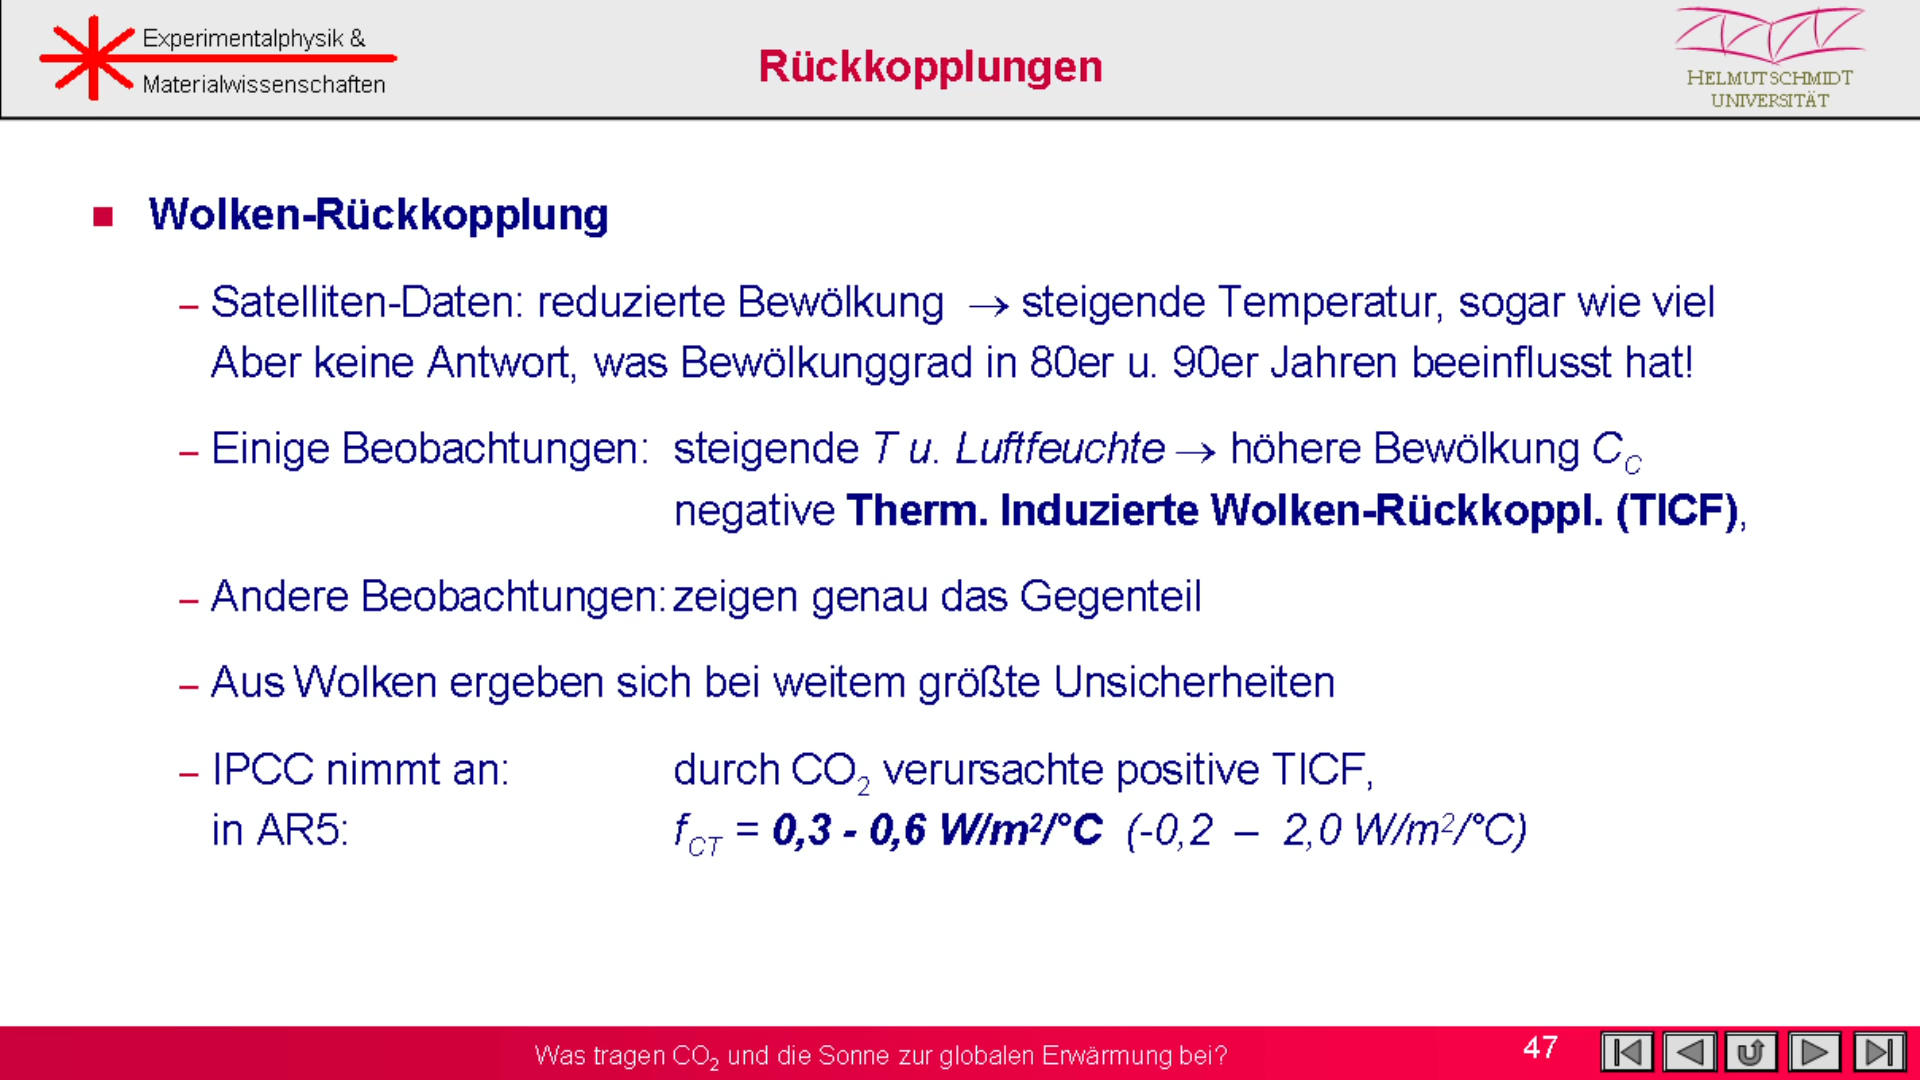 Experimentalphysik &
Materialwissenschaften
Rückkopplungen
HELMUT SCHMIDT
UNIVERSITÄT
Wolken-Rückkopplung
– Satelliten-Daten: reduzierte Bewölkung → steigende Temperatur, sogar wie viel
Aber keine Antwort, was Bewölkunggrad in 80er u. 90er Jahren beeinflusst hat!
– Einige Beobachtungen: steigende T u. Luftfeuchte → höhere Bewölkung C_C
negative Therm. Induzierte Wolken-Rückkoppl. (TICF),
– Andere Beobachtungen: zeigen genau das Gegenteil
– Aus Wolken ergeben sich bei weitem größte Unsicherheiten
– IPCC nimmt an: durch CO₂ verursachte positive TICF,
in AR5: f_CT = 0,3 - 0,6 W/m²/°C (-0,2 – 2,0 W/m²/°C)
Was tragen CO₂ und die Sonne zur globalen Erwärmung bei?
47